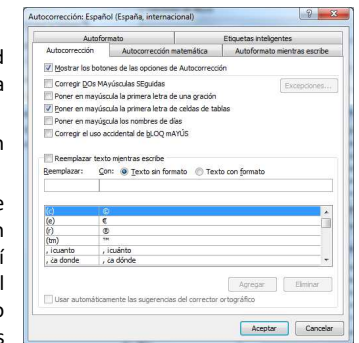 Autocorrección: Español (España, internacional)
Autoformato Etiquetas inteligentes
Autocorrección Autocorrección matemática Autoformato mientras escribe
Mostrar los botones de las opciones de Autocorrección
Corregir DOs MAyúsculas SEguidas Excepciones...
Poner en mayúscula la primera letra de una oración
Poner en mayúscula la primera letra de celdas de tablas
Poner en mayúscula los nombres de días
Corregir el uso accidental de bLOQ mAYÚS
Reemplazar texto mientras escribe
Reemplazar: Con: Texto sin formato Texto con formato
(c) ©
(e) €
(r) ®
(tm) ™
, icuanto , icuánto
, ¿a donde , ¿a dónde
Agregar Eliminar
Usar automáticamente las sugerencias del corrector ortográfico
Aceptar Cancelar